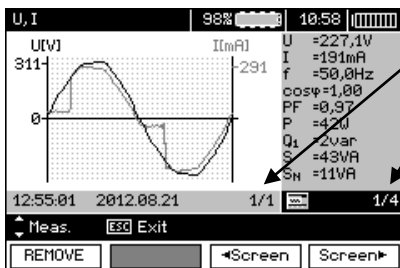 U,I 98% 10:58
U[V] I[mA]
311 291
0
U =227,1V
I =191mA
f =50,0Hz
cosφ=1,00
PF =0,97
P =42W
Q₁ =2var
S =43VA
Sɴ =11VA
12:55:01 2012.08.21 1/1 1/4
Meas. ESC Exit
REMOVE ◄Screen Screen►